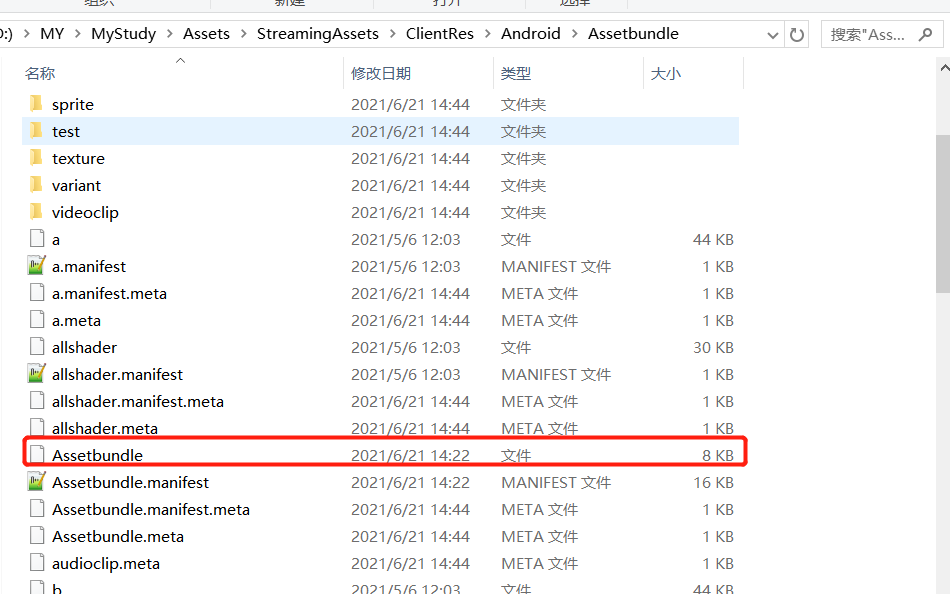 组织 新建 打开 选择
:) > MY > MyStudy > Assets > StreamingAssets > ClientRes > Android > Assetbundle 搜索"Ass...
名称 修改日期 类型 大小
sprite 2021/6/21 14:44 文件夹
test 2021/6/21 14:44 文件夹
texture 2021/6/21 14:44 文件夹
variant 2021/6/21 14:44 文件夹
videoclip 2021/6/21 14:44 文件夹
a 2021/5/6 12:03 文件 44 KB
a.manifest 2021/5/6 12:03 MANIFEST 文件 1 KB
a.manifest.meta 2021/6/21 14:44 META 文件 1 KB
a.meta 2021/6/21 14:44 META 文件 1 KB
allshader 2021/5/6 12:03 文件 30 KB
allshader.manifest 2021/5/6 12:03 MANIFEST 文件 1 KB
allshader.manifest.meta 2021/6/21 14:44 META 文件 1 KB
allshader.meta 2021/6/21 14:44 META 文件 1 KB
Assetbundle 2021/6/21 14:22 文件 8 KB
Assetbundle.manifest 2021/6/21 14:22 MANIFEST 文件 16 KB
Assetbundle.manifest.meta 2021/6/21 14:44 META 文件 1 KB
Assetbundle.meta 2021/6/21 14:44 META 文件 1 KB
audioclip.meta 2021/6/21 14:44 META 文件 1 KB
b 2021/5/6 12:03 文件 44 KB